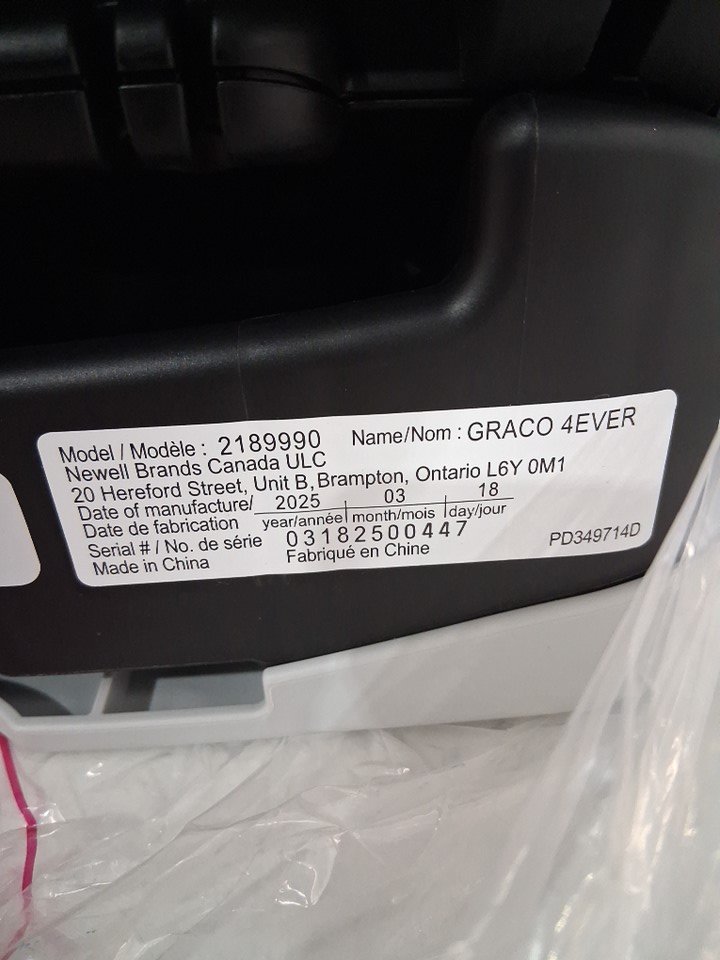 Model / Modèle : 2189990 Name/Nom : GRACO 4EVER
Newell Brands Canada ULC
20 Hereford Street, Unit B, Brampton, Ontario L6Y 0M1
Date of manufacture/ 2025 03 18
Date de fabrication year/année month/mois day/jour
Serial # / No. de série 03182500447
Made in China Fabriqué en Chine PD349714D